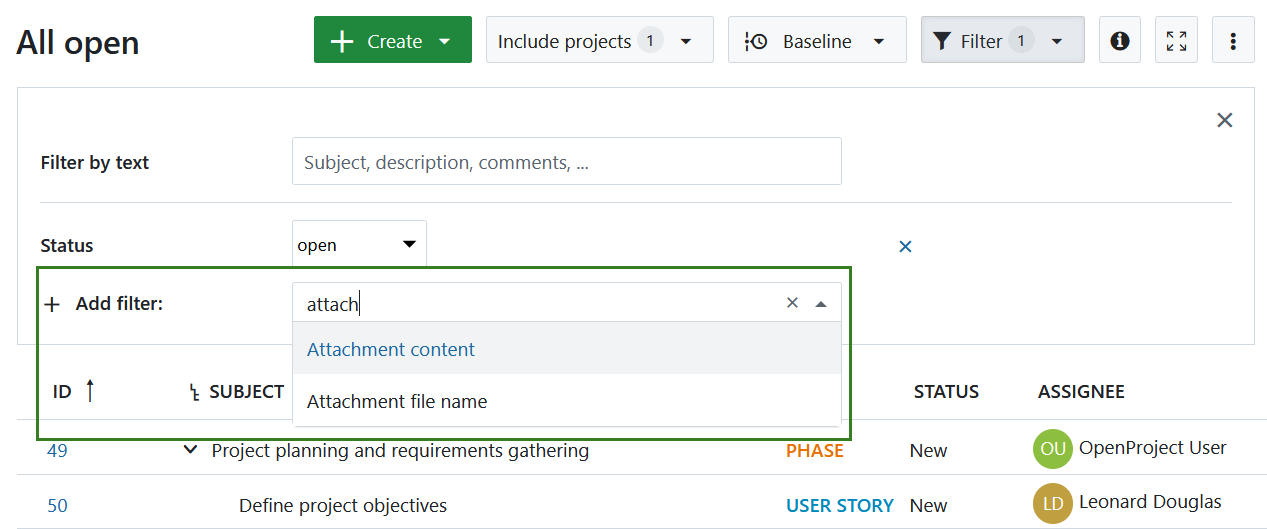 All open Create Include projects 1 Baseline Filter 1
Filter by text Subject, description, comments, ...
Status open
Add filter: attach
Attachment content
Attachment file name
ID SUBJECT STATUS ASSIGNEE
49 Project planning and requirements gathering PHASE New OU OpenProject User
50 Define project objectives USER STORY New LD Leonard Douglas